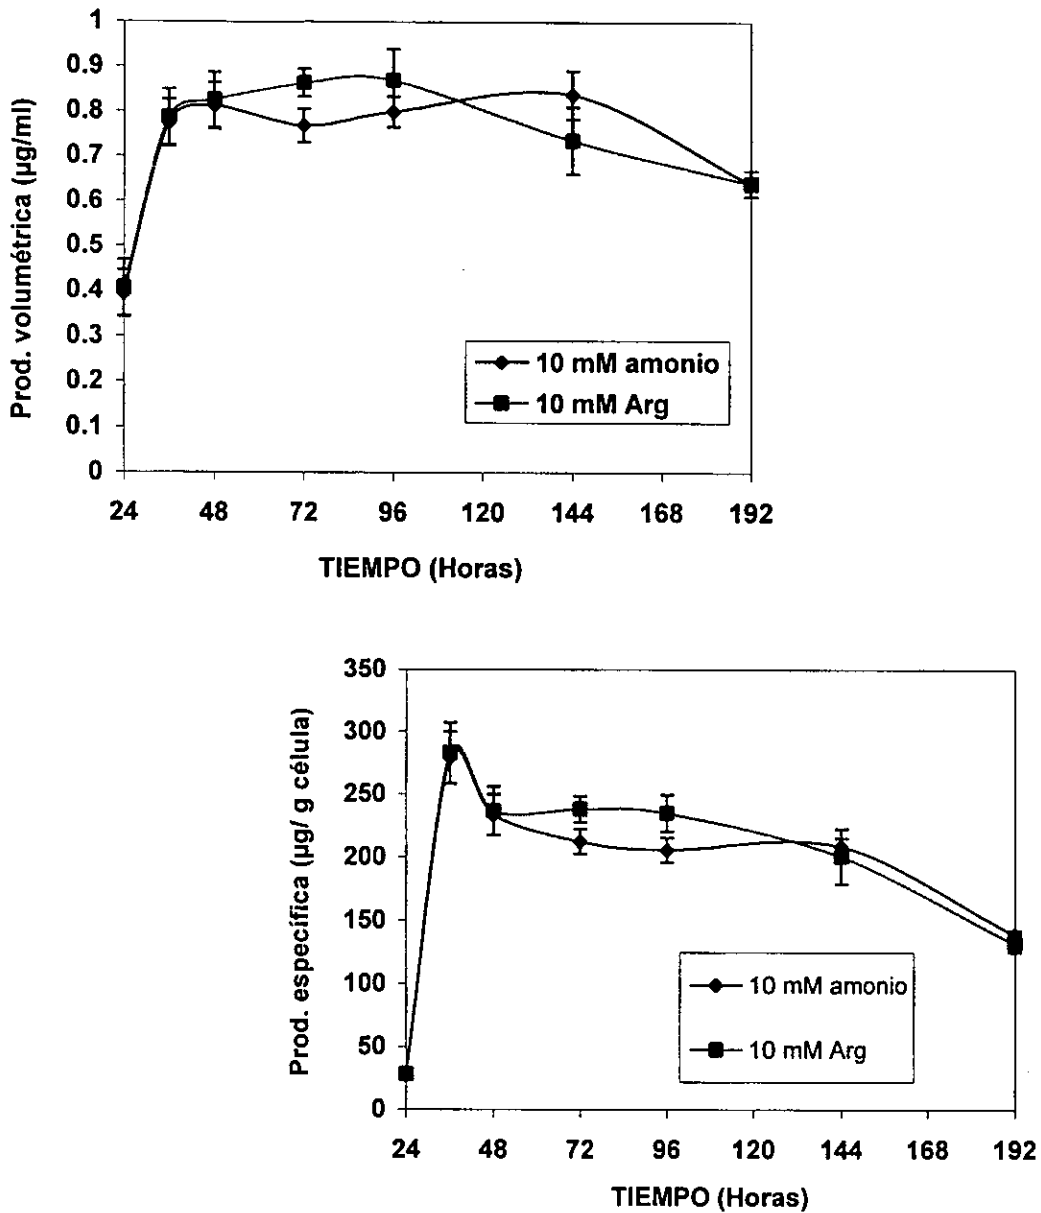 Prod. volumétrica (µg/ml)
1
0.9
0.8
0.7
0.6
0.5
0.4
0.3
0.2
0.1
0
10 mM amonio
10 mM Arg
24 48 72 96 120 144 168 192
TIEMPO (Horas)
Prod. específica (µg/ g célula)
350
300
250
200
150
100
50
0
10 mM amonio
10 mM Arg
24 48 72 96 120 144 168 192
TIEMPO (Horas)